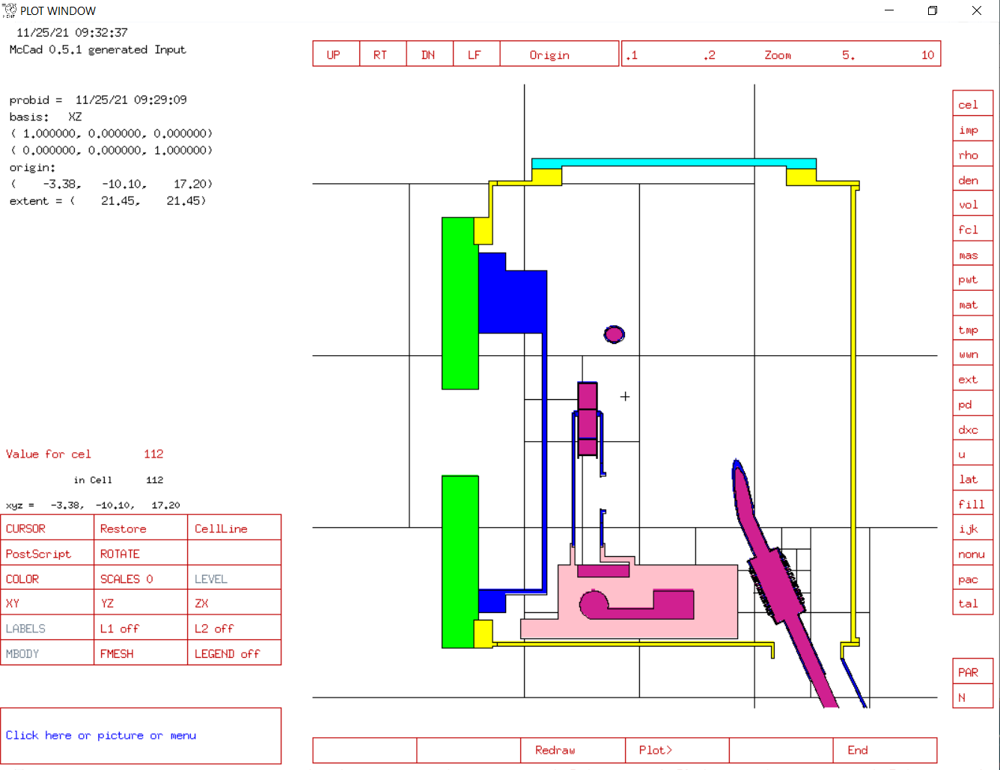 PLOT WINDOW
11/25/21 09:32:37
McCad 0.5.1 generated Input
probid =  11/25/21 09:29:09
basis:   XZ
( 1.000000, 0.000000, 0.000000)
( 0.000000, 0.000000, 1.000000)
origin:
(    -3.38,   -10.10,    17.20)
extent = (    21.45,    21.45)
UP RT DN LF Origin .1 .2 Zoom 5. 10
cel
imp
rho
den
vol
fcl
mas
pwt
mat
tmp
wwn
ext
pd
dxc
u
lat
fill
ijk
nonu
pac
tal
PAR
N
Value for cel 112
in Cell 112
xyz =   -3.38,  -10.10,   17.20
CURSOR Restore CellLine
PostScript ROTATE
COLOR SCALES 0 LEVEL
XY YZ ZX
LABELS L1 off L2 off
MBODY FMESH LEGEND off
Click here or picture or menu
Redraw Plot> End